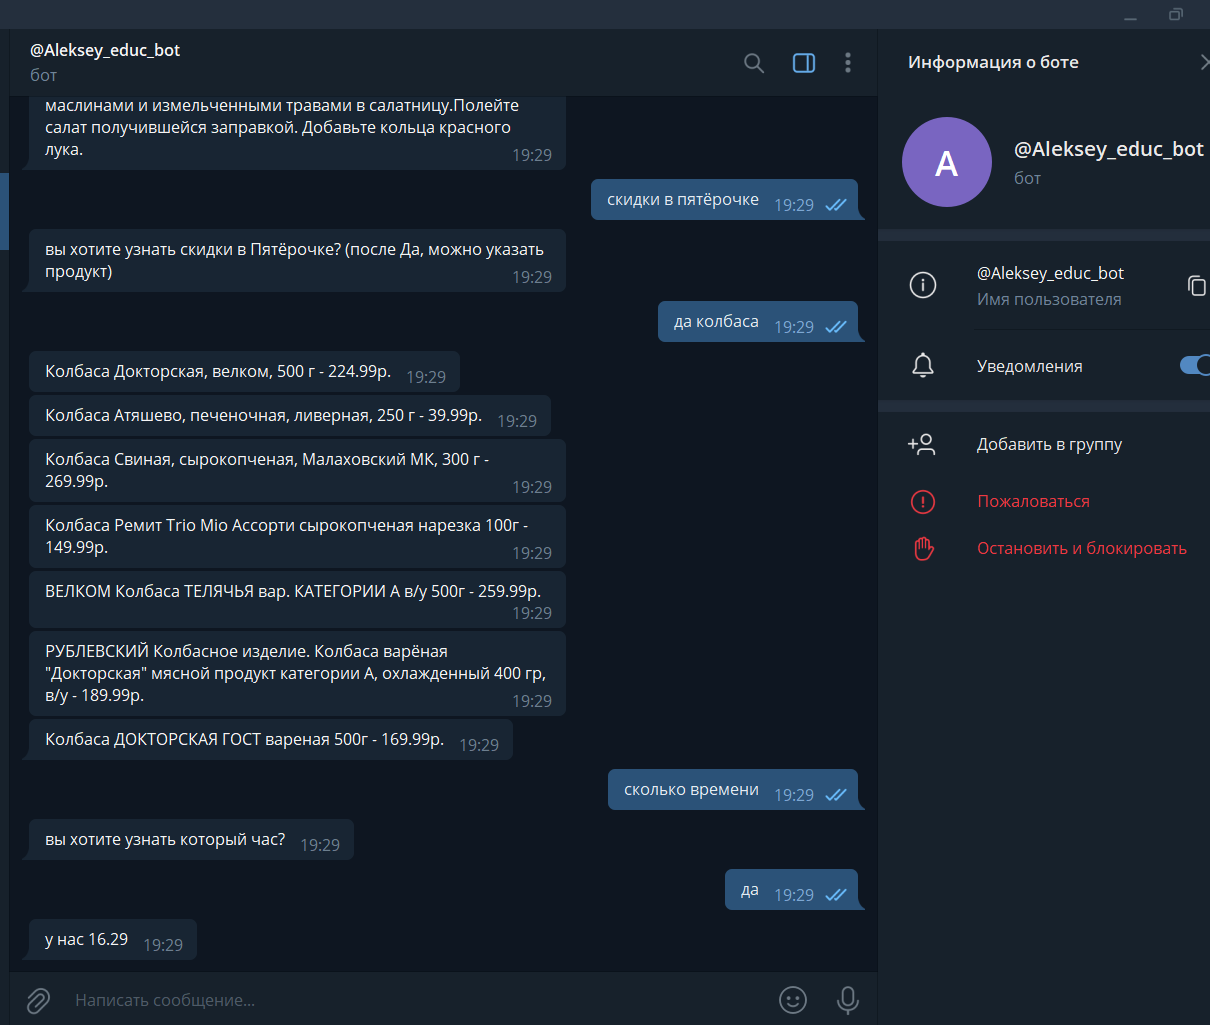 @Aleksey_educ_bot
бот
маслинами и измельченными травами в салатницу.Полейте
салат получившейся заправкой. Добавьте кольца красного
лука.
19:29
скидки в пятёрочке 19:29
вы хотите узнать скидки в Пятёрочке? (после Да, можно указать
продукт)
19:29
да колбаса 19:29
Колбаса Докторская, велком, 500 г - 224.99р. 19:29
Колбаса Атяшево, печеночная, ливерная, 250 г - 39.99р. 19:29
Колбаса Свиная, сырокопченая, Малаховский МК, 300 г -
269.99р.
19:29
Колбаса Ремит Trio Mio Ассорти сырокопченая нарезка 100г -
149.99р.
19:29
ВЕЛКОМ Колбаса ТЕЛЯЧЬЯ вар. КАТЕГОРИИ А в/у 500г - 259.99р.
19:29
РУБЛЕВСКИЙ Колбасное изделие. Колбаса варёная
"Докторская" мясной продукт категории А, охлажденный 400 гр,
в/у - 189.99р.
19:29
Колбаса ДОКТОРСКАЯ ГОСТ вареная 500г - 169.99р. 19:29
сколько времени 19:29
вы хотите узнать который час? 19:29
да 19:29
у нас 16.29 19:29
Написать сообщение...
Информация о боте
A
@Aleksey_educ_bot
бот
@Aleksey_educ_bot
Имя пользователя
Уведомления
Добавить в группу
Пожаловаться
Остановить и блокировать